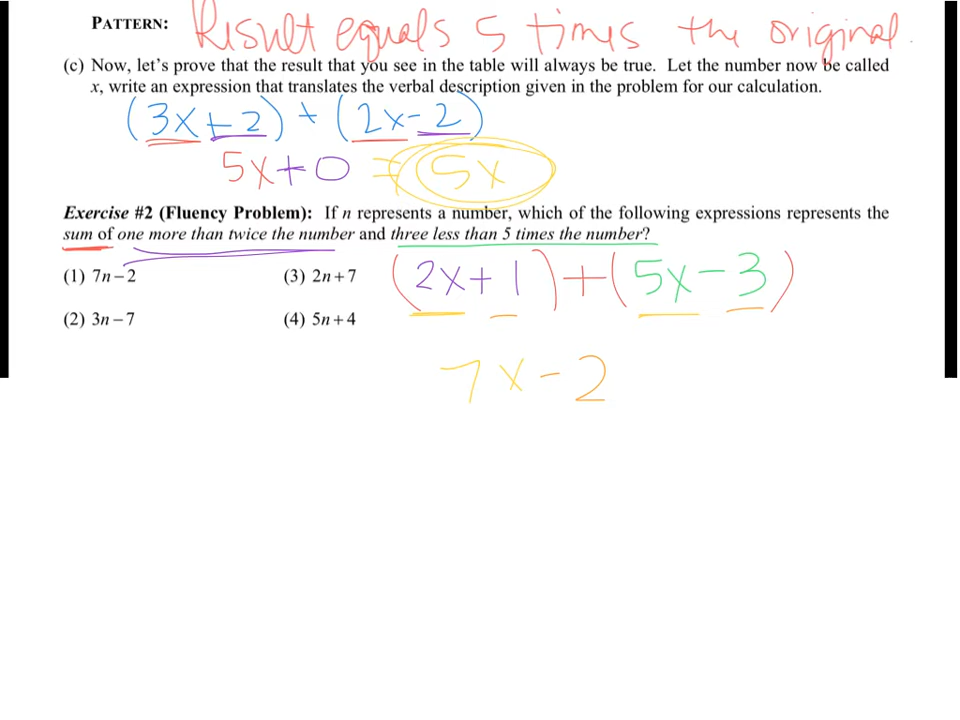 PATTERN: Result equals 5 times the original.
(c) Now, let's prove that the result that you see in the table will always be true. Let the number now be called
x, write an expression that translates the verbal description given in the problem for our calculation.
(3x+2) + (2x-2)
5x+0 = 5x
Exercise #2 (Fluency Problem): If n represents a number, which of the following expressions represents the
sum of one more than twice the number and three less than 5 times the number?
(1) 7n-2 (3) 2n+7 (2x+1)+(5x-3)
(2) 3n-7 (4) 5n+4
7x-2